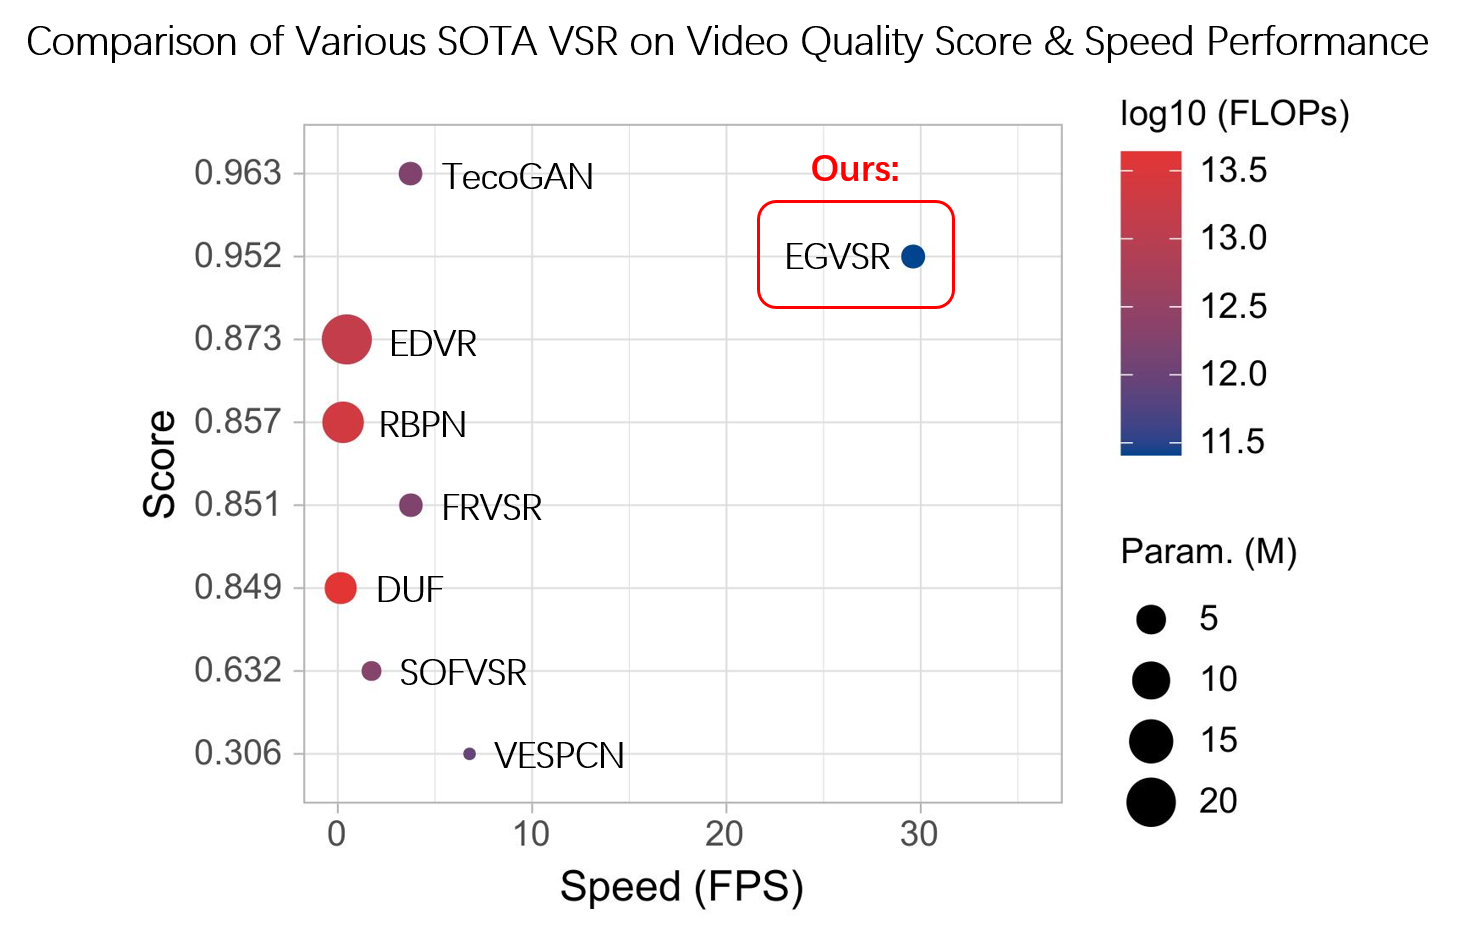 Comparison of Various SOTA VSR on Video Quality Score & Speed Performance
log10 (FLOPs)
13.5
13.0
12.5
12.0
11.5
Param. (M)
5
10
15
20
Score
0.963
0.952
0.873
0.857
0.851
0.849
0.632
0.306
TecoGAN
Ours:
EGVSR
EDVR
RBPN
FRVSR
DUF
SOFVSR
VESPCN
0
10
20
30
Speed (FPS)